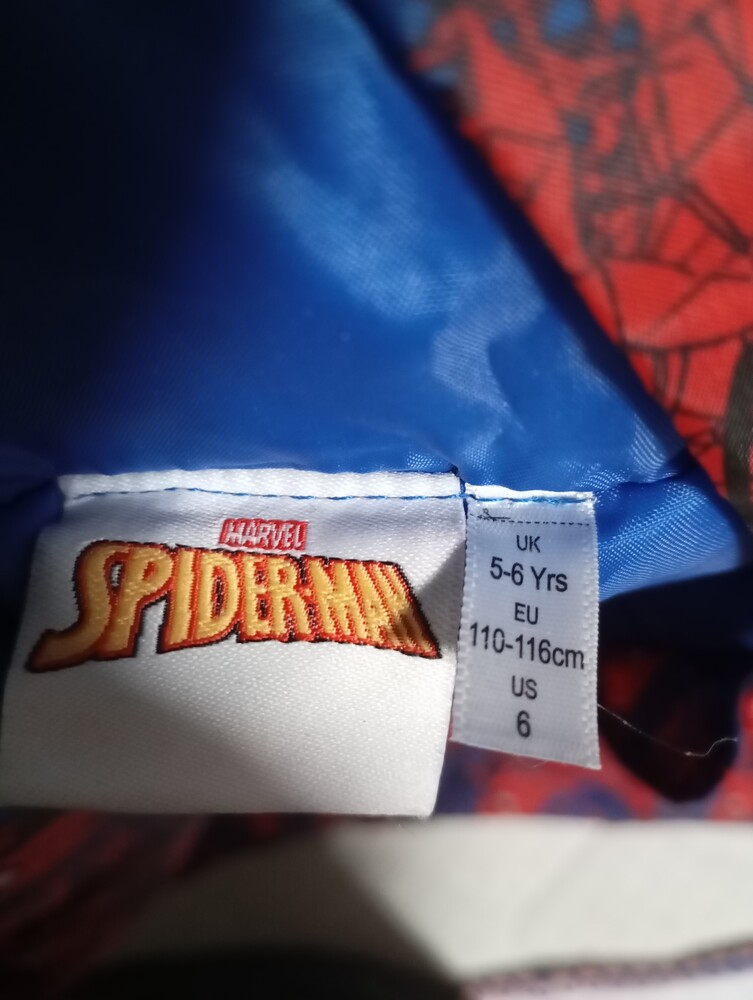 MARVEL
SPIDER-MAN
UK
5-6 Yrs
EU
110-116cm
US
6